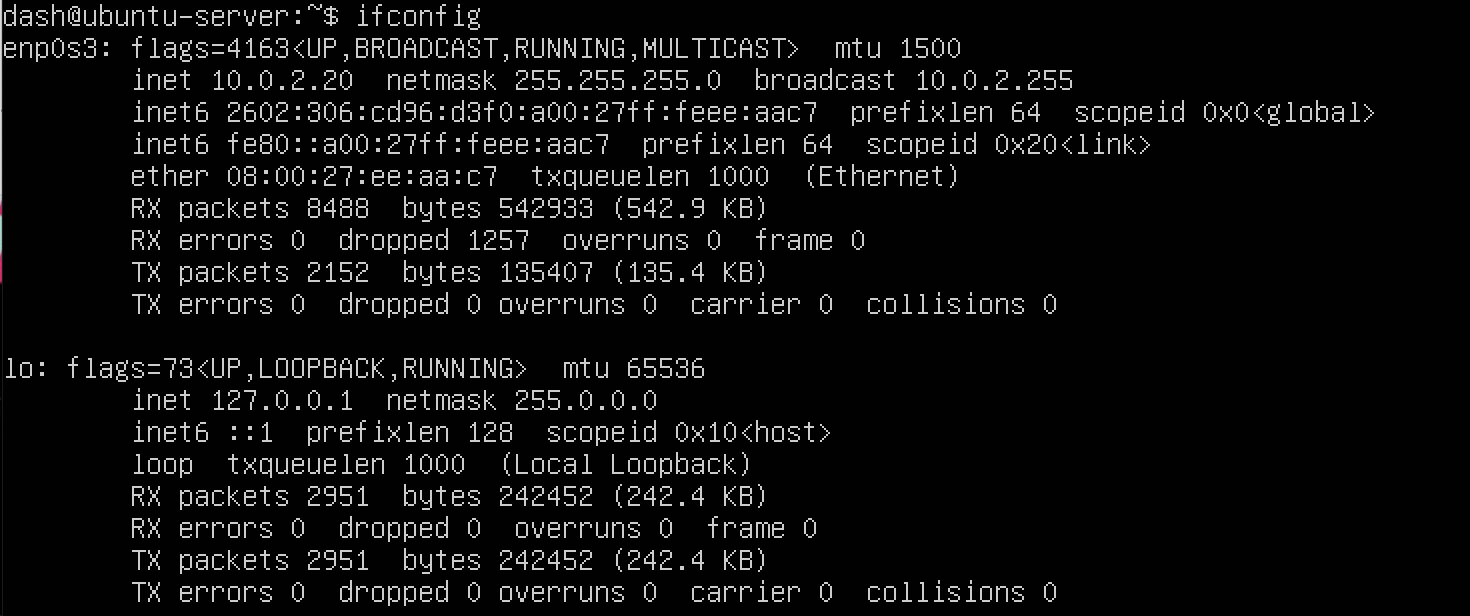 dash@ubuntu-server:~$ ifconfig
enp0s3: flags=4163<UP,BROADCAST,RUNNING,MULTICAST>  mtu 1500
        inet 10.0.2.20  netmask 255.255.255.0  broadcast 10.0.2.255
        inet6 2602:306:cd96:d3f0:a00:27ff:feee:aac7  prefixlen 64  scopeid 0x0<global>
        inet6 fe80::a00:27ff:feee:aac7  prefixlen 64  scopeid 0x20<link>
        ether 08:00:27:ee:aa:c7  txqueuelen 1000  (Ethernet)
        RX packets 8488  bytes 542933 (542.9 KB)
        RX errors 0  dropped 1257  overruns 0  frame 0
        TX packets 2152  bytes 135407 (135.4 KB)
        TX errors 0  dropped 0 overruns 0  carrier 0  collisions 0

lo: flags=73<UP,LOOPBACK,RUNNING>  mtu 65536
        inet 127.0.0.1  netmask 255.0.0.0
        inet6 ::1  prefixlen 128  scopeid 0x10<host>
        loop  txqueuelen 1000  (Local Loopback)
        RX packets 2951  bytes 242452 (242.4 KB)
        RX errors 0  dropped 0  overruns 0  frame 0
        TX packets 2951  bytes 242452 (242.4 KB)
        TX errors 0  dropped 0 overruns 0  carrier 0  collisions 0